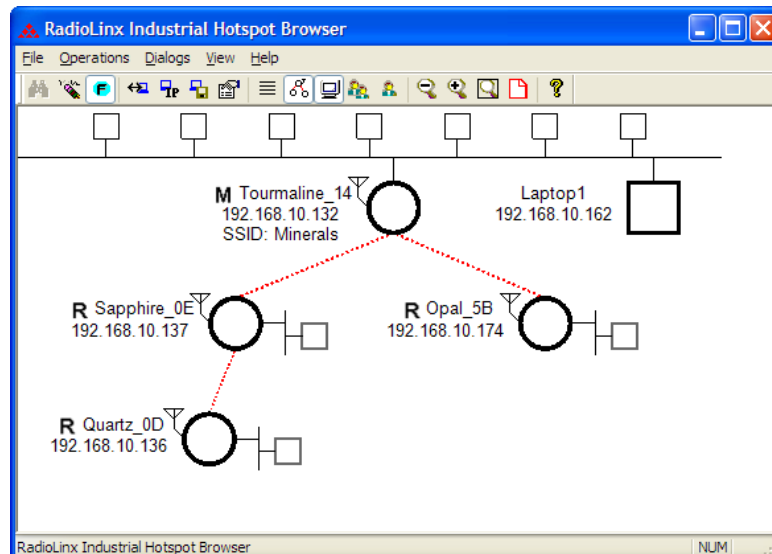 RadioLinx Industrial Hotspot Browser
File Operations Dialogs View Help
F IP ?
M Tourmaline_14
192.168.10.132
SSID: Minerals
Laptop1
192.168.10.162
R Sapphire_0E
192.168.10.137
R Opal_5B
192.168.10.174
R Quartz_0D
192.168.10.136
RadioLinx Industrial Hotspot Browser NUM